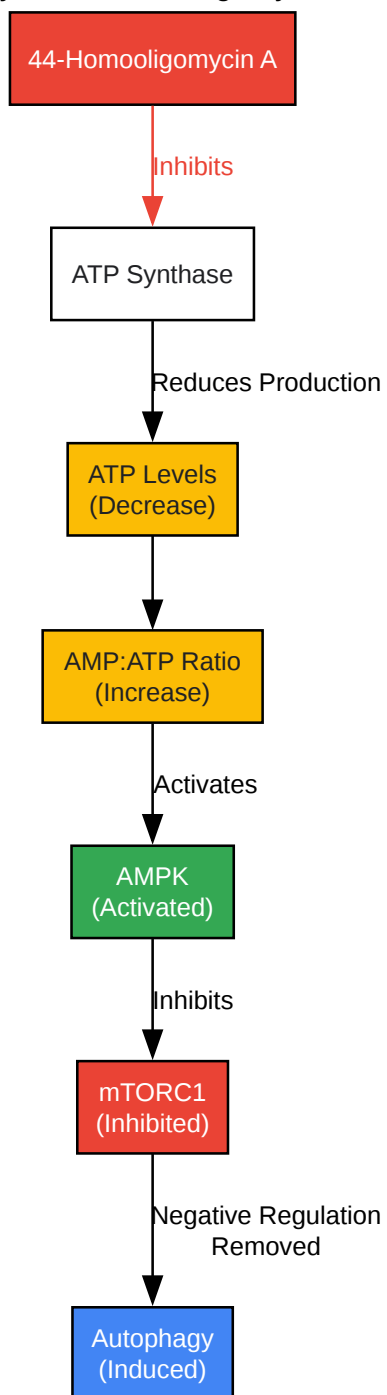 44-Homooligomycin A
Inhibits
ATP Synthase
Reduces Production
ATP Levels
(Decrease)
AMP:ATP Ratio
(Increase)
Activates
AMPK
(Activated)
Inhibits
mTORC1
(Inhibited)
Negative Regulation
Removed
Autophagy
(Induced)